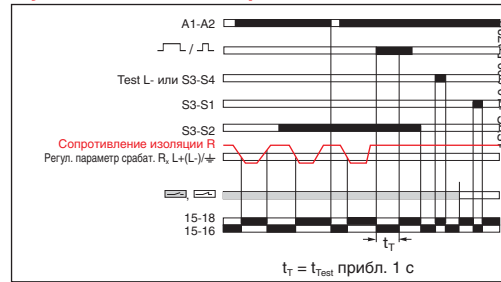 A1-A2
/
Test L- или S3-S4
S3-S1
S3-S2
Сопротивление изоляции R
Регул. параметр срабат. Rₓ L+(L-)/
,
15-18
15-16
t_T
t_T = t_Test прибл. 1 с